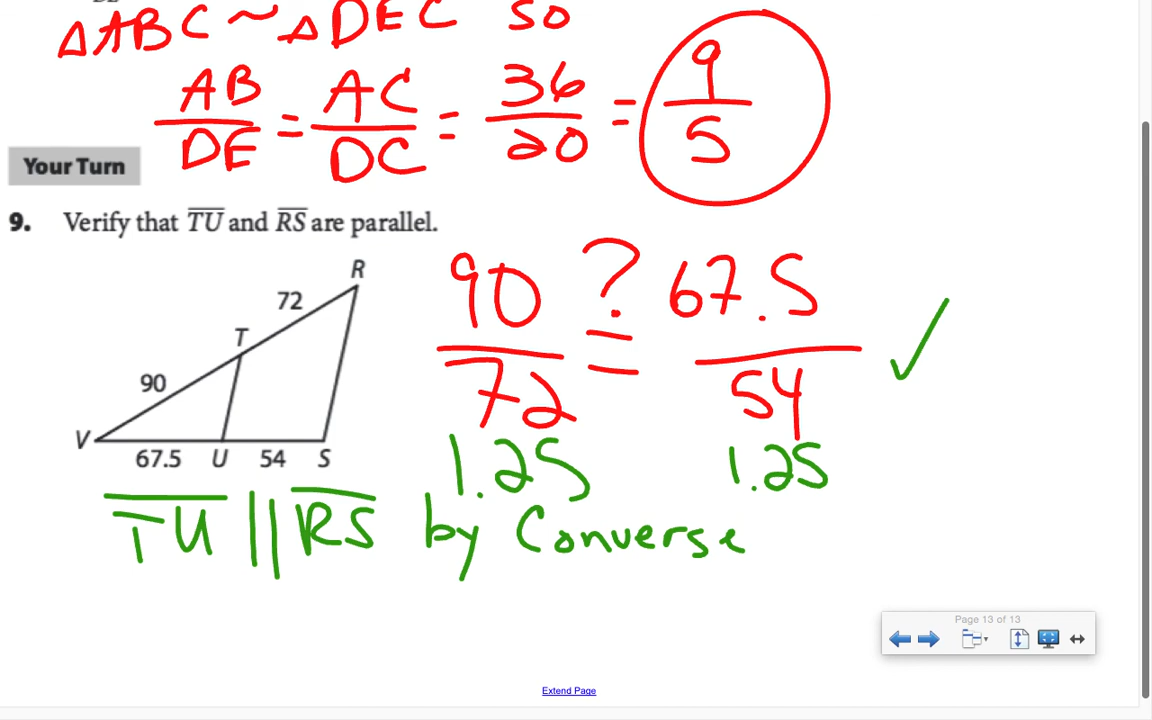 △ABC ~ △DEC so
AB/DE = AC/DC = 36/20 = 9/5
Your Turn
9. Verify that TU and RS are parallel.
R
72
T
90
V
67.5 U 54 S
90/72 ?= 67.5/54 ✓
1.25 1.25
TU || RS by Converse
Page 13 of 13
Extend Page